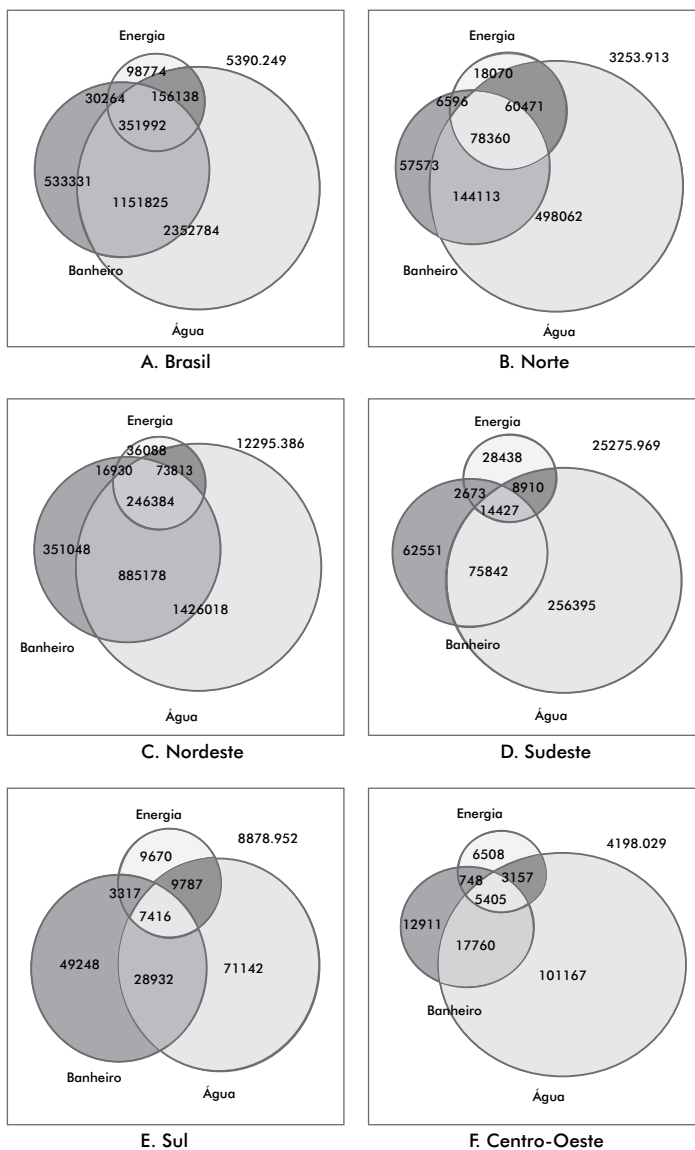 Energia
5390.249
98774
30264
156138
351992
533331
1151825
2352784
Banheiro
Água
A. Brasil
Energia
3253.913
18070
6596
60471
78360
57573
144113
498062
Banheiro
Água
B. Norte
Energia
12295.386
36088
16930
73813
246384
351048
885178
1426018
Banheiro
Água
C. Nordeste
Energia
25275.969
28438
2673
8910
14427
62551
75842
256395
Banheiro
Água
D. Sudeste
Energia
8878.952
9670
3317
9787
7416
49248
28932
71142
Banheiro
Água
E. Sul
Energia
4198.029
6508
748
3157
5405
12911
17760
101167
Banheiro
Água
F. Centro-Oeste